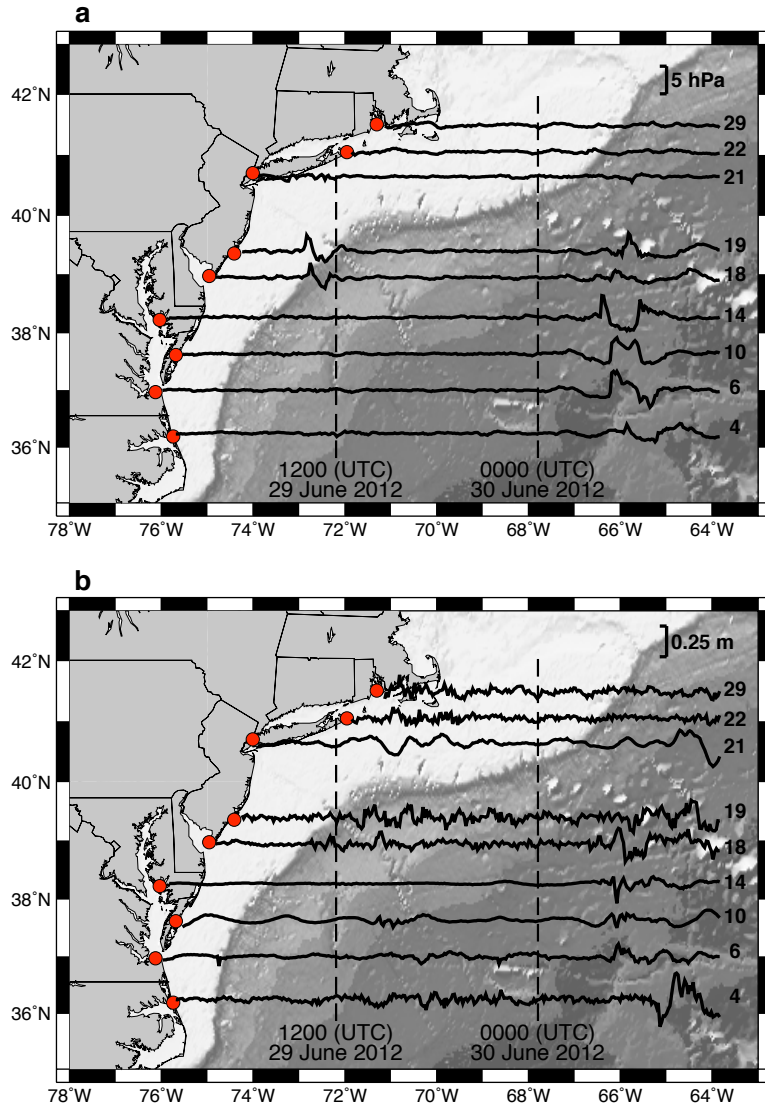 a
42˚N
40˚N
38˚N
36˚N
5 hPa
29
22
21
19
18
14
10
6
4
1200 (UTC)
29 June 2012
0000 (UTC)
30 June 2012
78˚W 76˚W 74˚W 72˚W 70˚W 68˚W 66˚W 64˚W
b
42˚N
40˚N
38˚N
36˚N
0.25 m
29
22
21
19
18
14
10
6
4
1200 (UTC)
29 June 2012
0000 (UTC)
30 June 2012
78˚W 76˚W 74˚W 72˚W 70˚W 68˚W 66˚W 64˚W